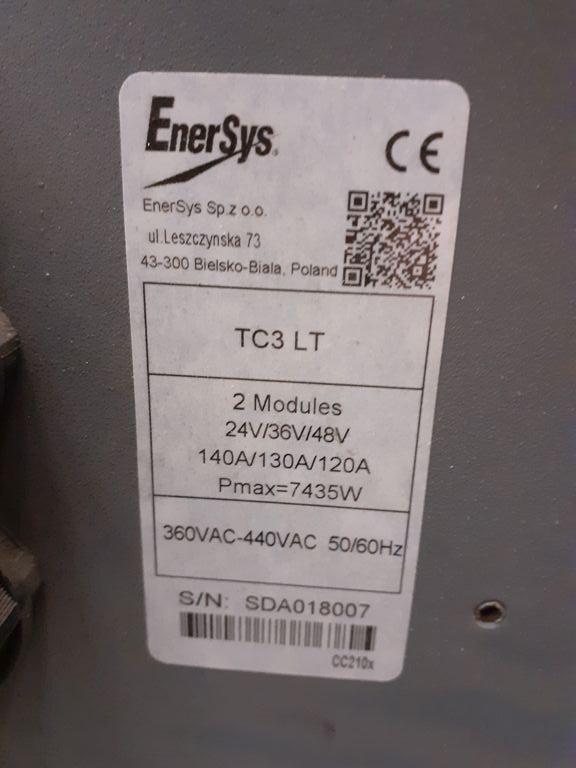 EnerSys.
CE
EnerSys Sp.z o.o.
ul.Leszczynska 73
43-300 Bielsko-Biala, Poland
TC3 LT
2 Modules
24V/36V/48V
140A/130A/120A
Pmax=7435W
360VAC-440VAC 50/60Hz
S/N: SDA018007
CC210x